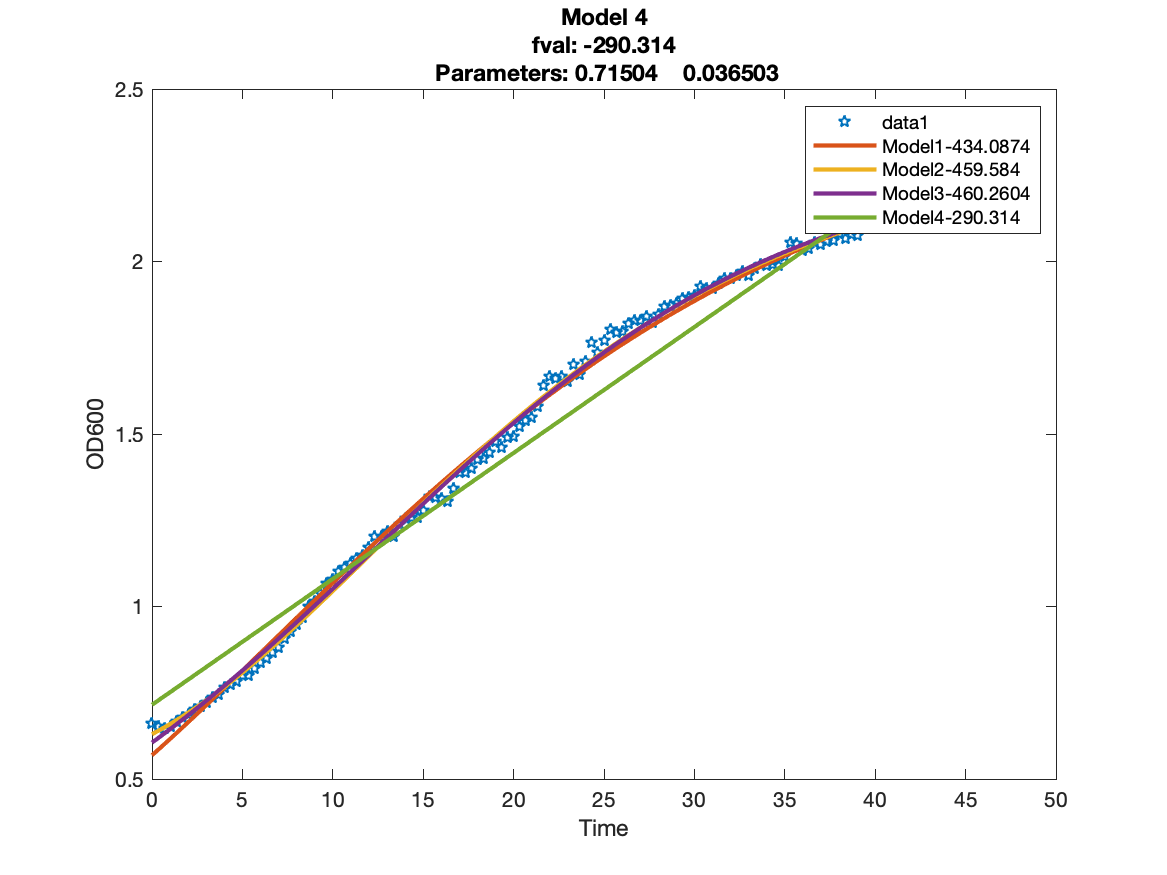 Model 4
fval: -290.314
Parameters: 0.71504 0.036503
2.5
2
1.5
1
0.5
OD600
data1
Model1-434.0874
Model2-459.584
Model3-460.2604
Model4-290.314
0 5 10 15 20 25 30 35 40 45 50
Time